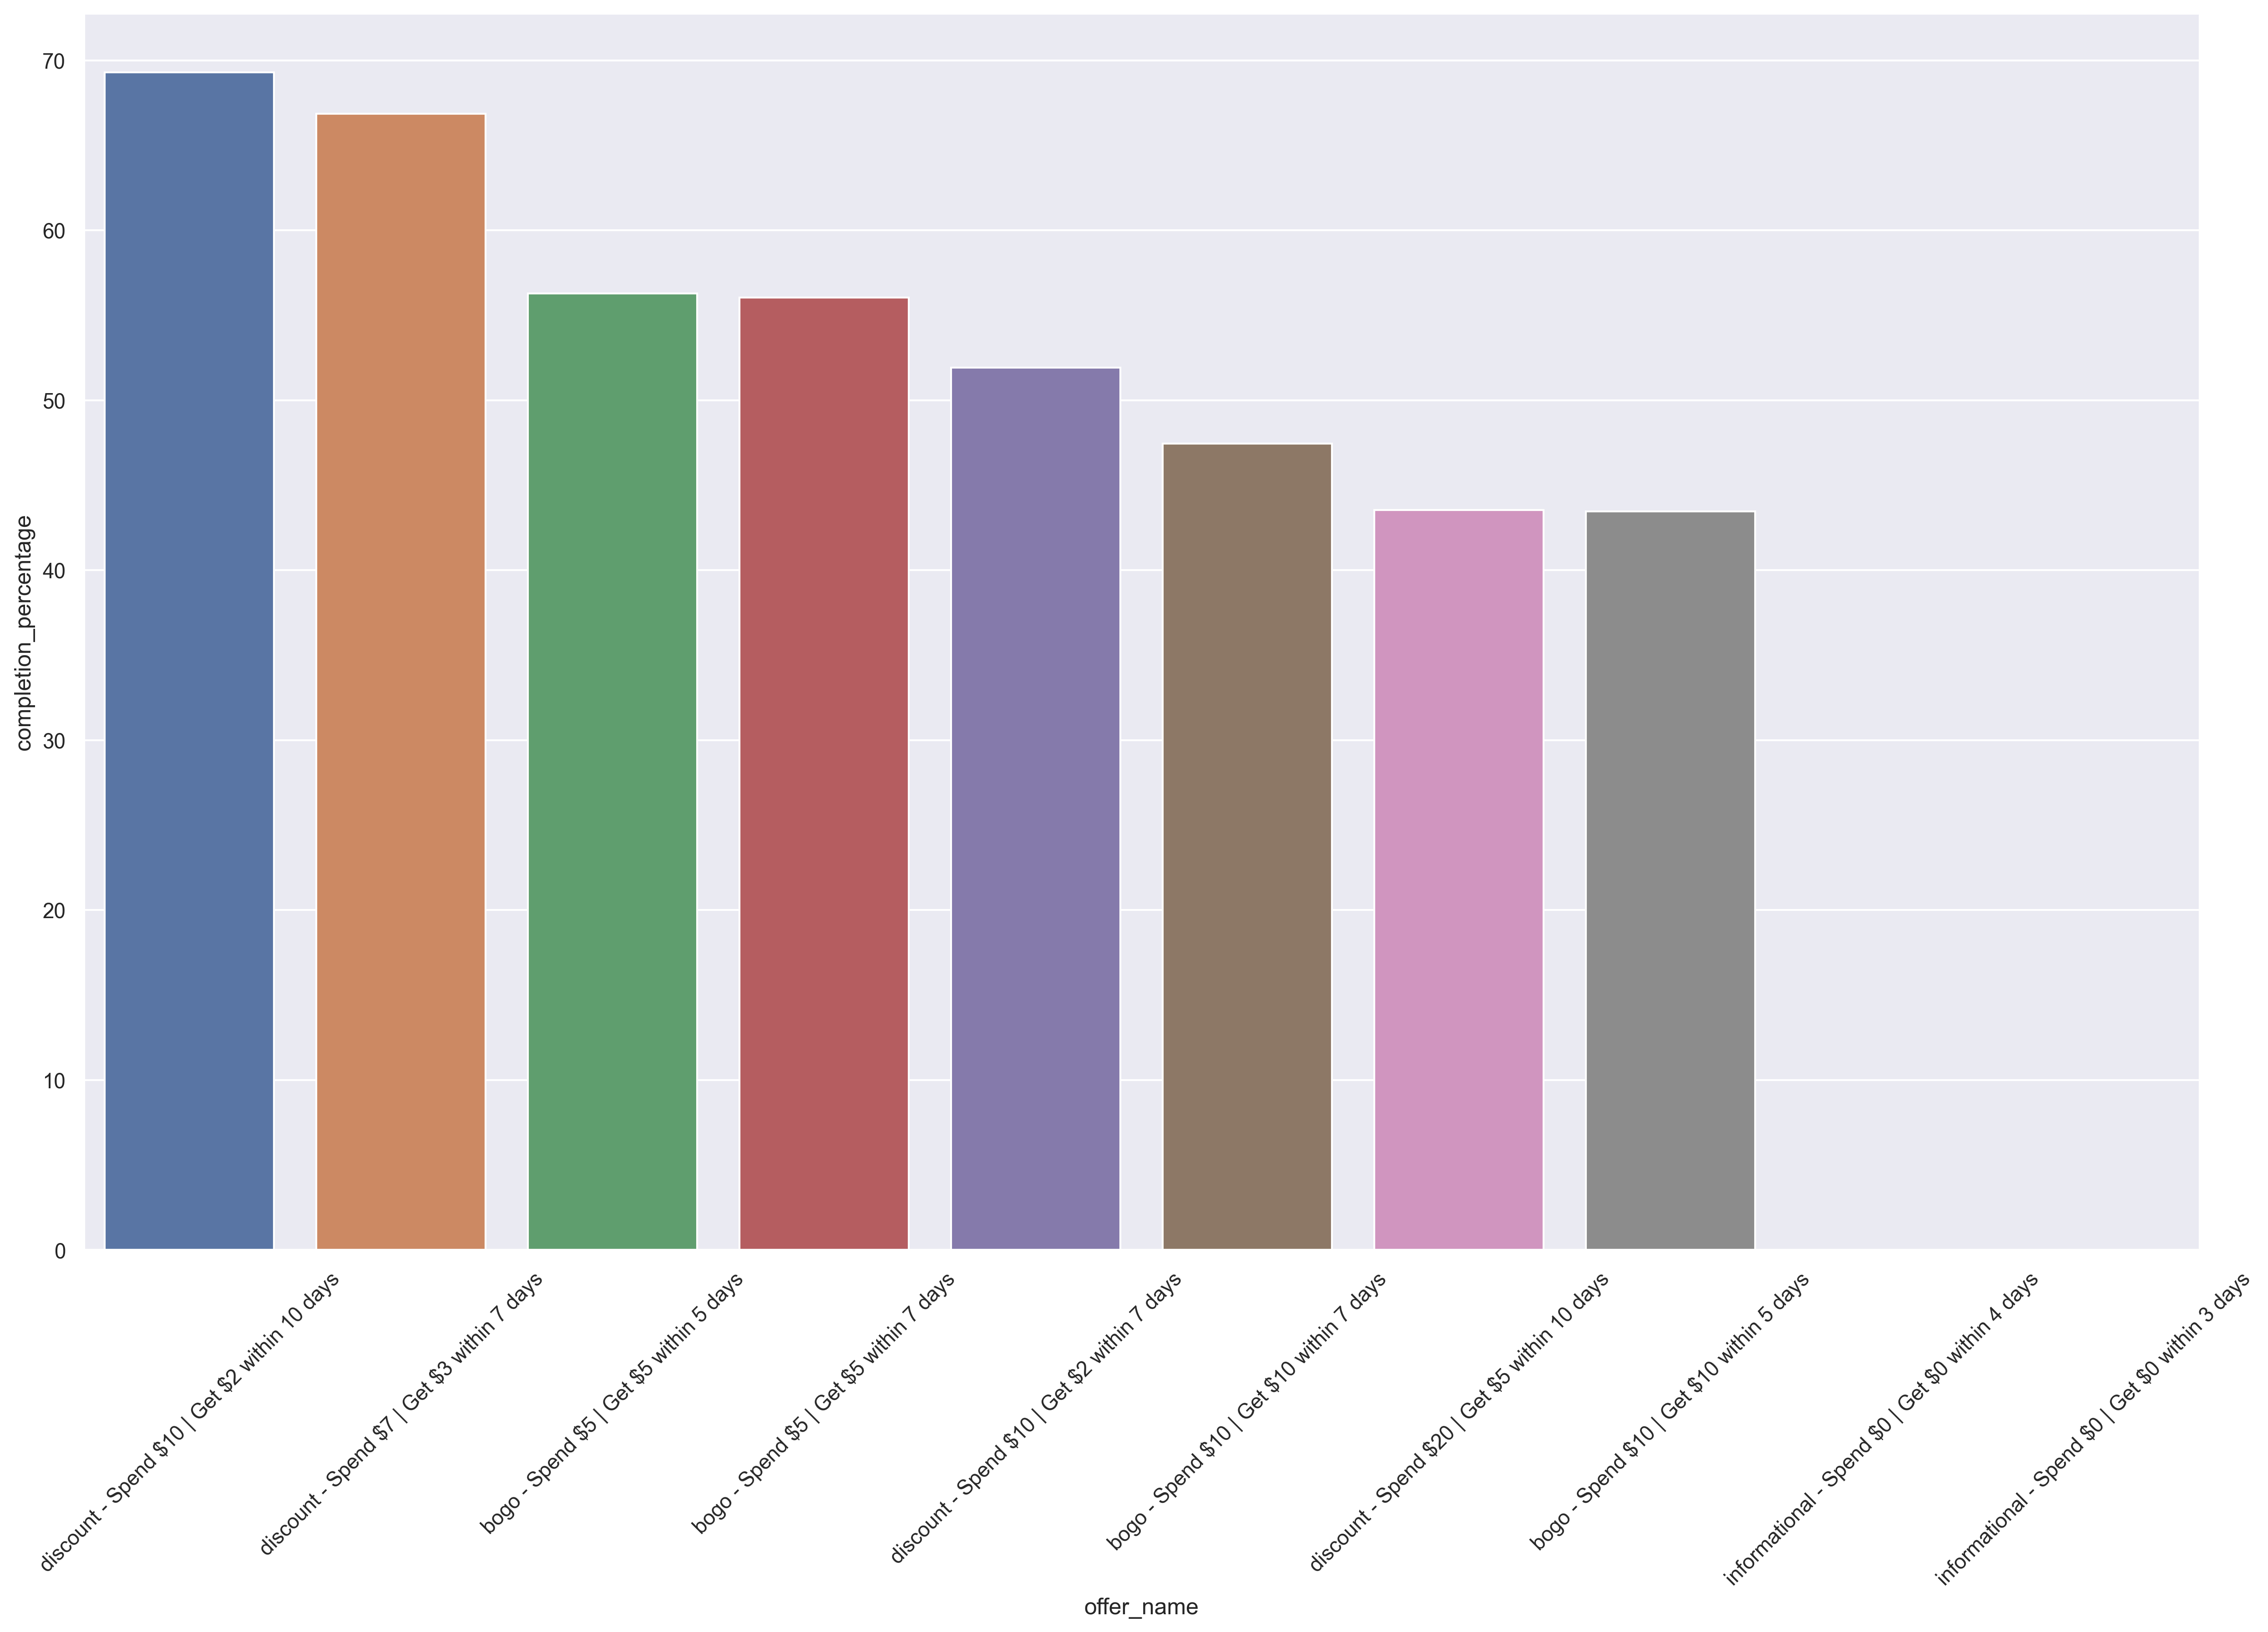 completion_percentage
70
60
50
40
30
20
10
0
discount - Spend $10 | Get $2 within 10 days
discount - Spend $7 | Get $3 within 7 days
bogo - Spend $5 | Get $5 within 5 days
bogo - Spend $5 | Get $5 within 7 days
discount - Spend $10 | Get $2 within 7 days
bogo - Spend $10 | Get $10 within 7 days
discount - Spend $20 | Get $5 within 10 days
bogo - Spend $10 | Get $10 within 5 days
informational - Spend $0 | Get $0 within 4 days
informational - Spend $0 | Get $0 within 3 days
offer_name